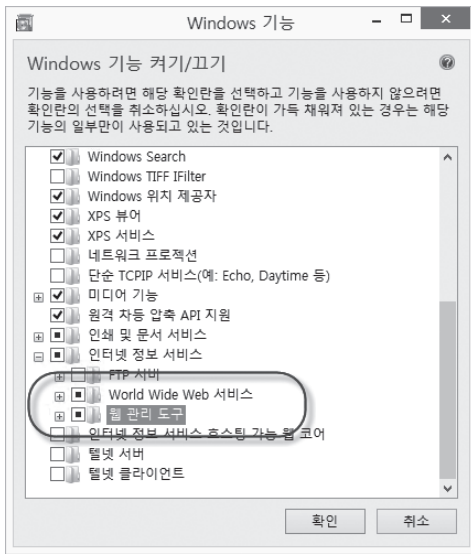 Windows 기능
Windows 기능 켜기/끄기
기능을 사용하려면 해당 확인란을 선택하고 기능을 사용하지 않으려면
확인란의 선택을 취소하십시오. 확인란이 가득 채워져 있는 경우는 해당
기능의 일부만이 사용되고 있는 것입니다.
Windows Search
Windows TIFF IFilter
Windows 위치 제공자
XPS 뷰어
XPS 서비스
네트워크 프로젝션
단순 TCPIP 서비스(예: Echo, Daytime 등)
미디어 기능
원격 차등 압축 API 지원
인쇄 및 문서 서비스
인터넷 정보 서비스
FTP 서버
World Wide Web 서비스
웹 관리 도구
인터넷 정보 서비스 호스팅 가능 웹 코어
텔넷 서버
텔넷 클라이언트
확인 취소